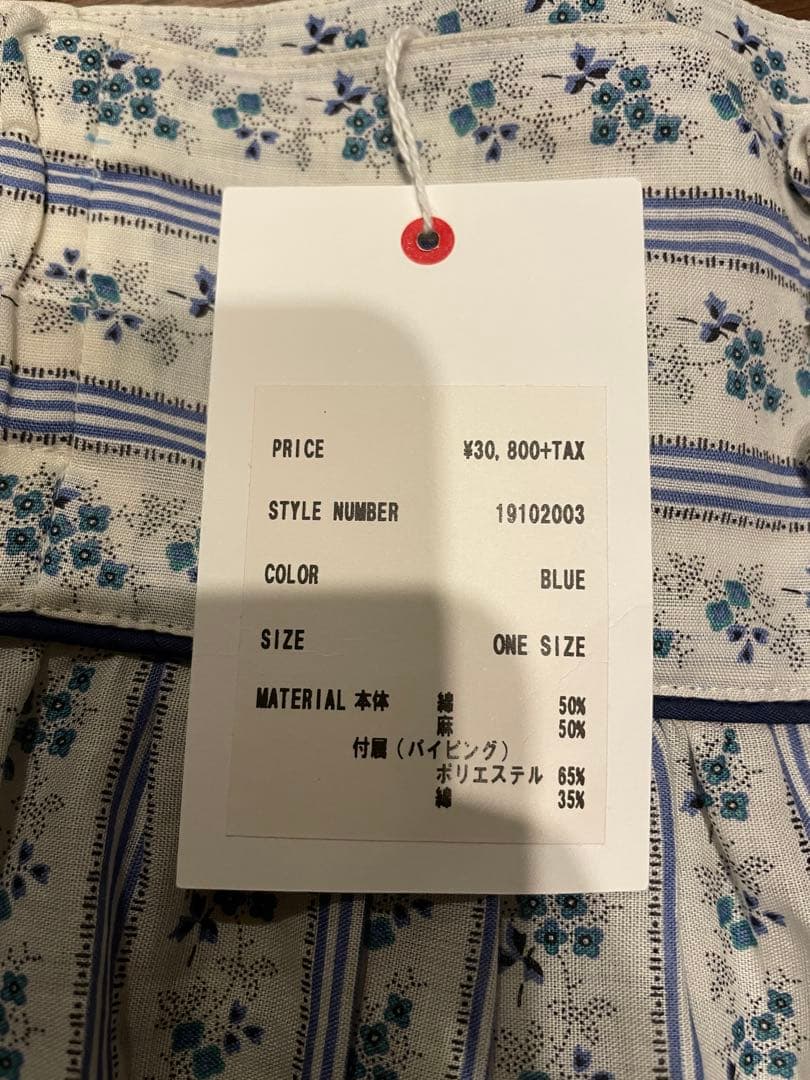 PRICE ¥30,800+TAX
STYLE NUMBER 19102003
COLOR BLUE
SIZE ONE SIZE
MATERIAL 本体 綿 50%
麻 50%
付属(パイピング)
ポリエステル 65%
綿 35%